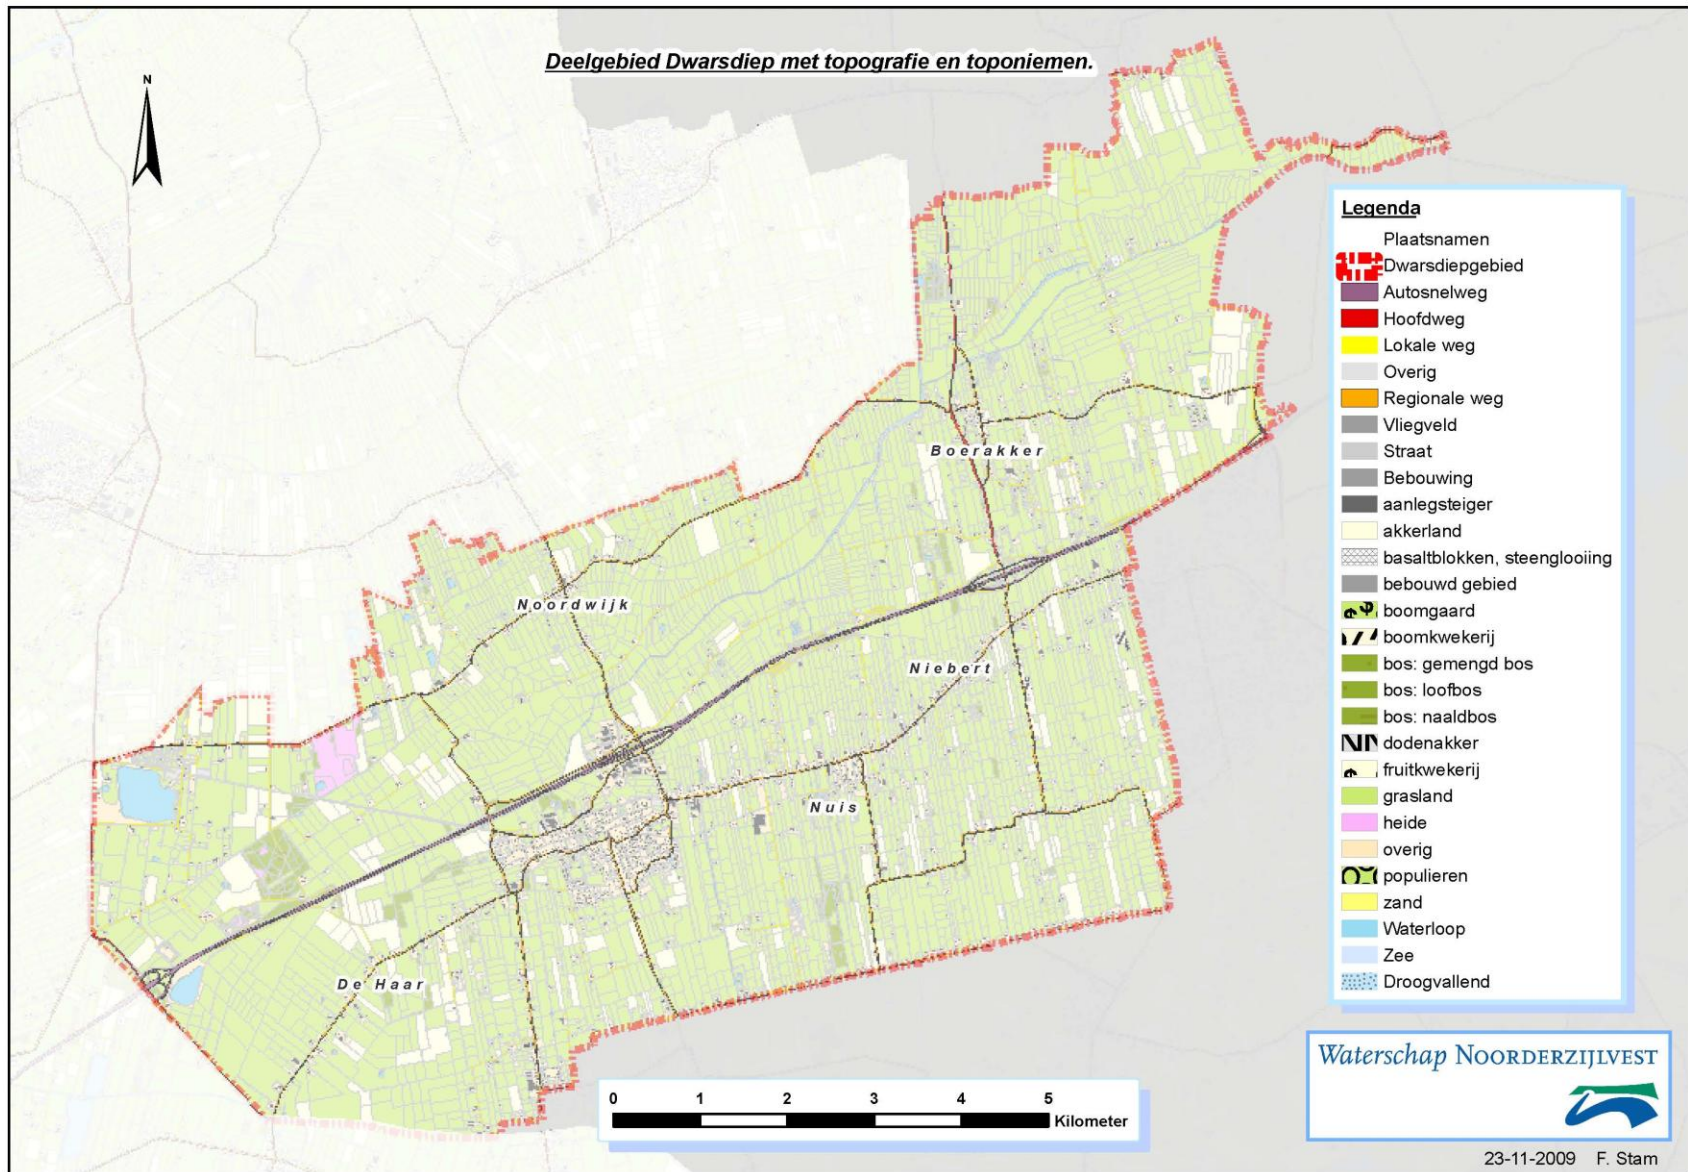 Deelgebied Dwarsdiep met topografie en toponiemen.
N
Legenda
Plaatsnamen
Dwarsdiepgebied
Autosnelweg
Hoofdweg
Lokale weg
Overig
Regionale weg
Vliegveld
Straat
Bebouwing
aanlegsteiger
akkerland
basaltblokken, steenglooiing
bebouwd gebied
boomgaard
boomkwekerij
bos: gemengd bos
bos: loofbos
bos: naaldbos
dodenakker
fruitkwekerij
grasland
heide
overig
populieren
zand
Waterloop
Zee
Droogvallend
Boerakker
Noordwijk
Niebert
Nuis
De Haar
0 1 2 3 4 5
Kilometer
Waterschap NOORDERZIJLVEST
23-11-2009 F. Stam